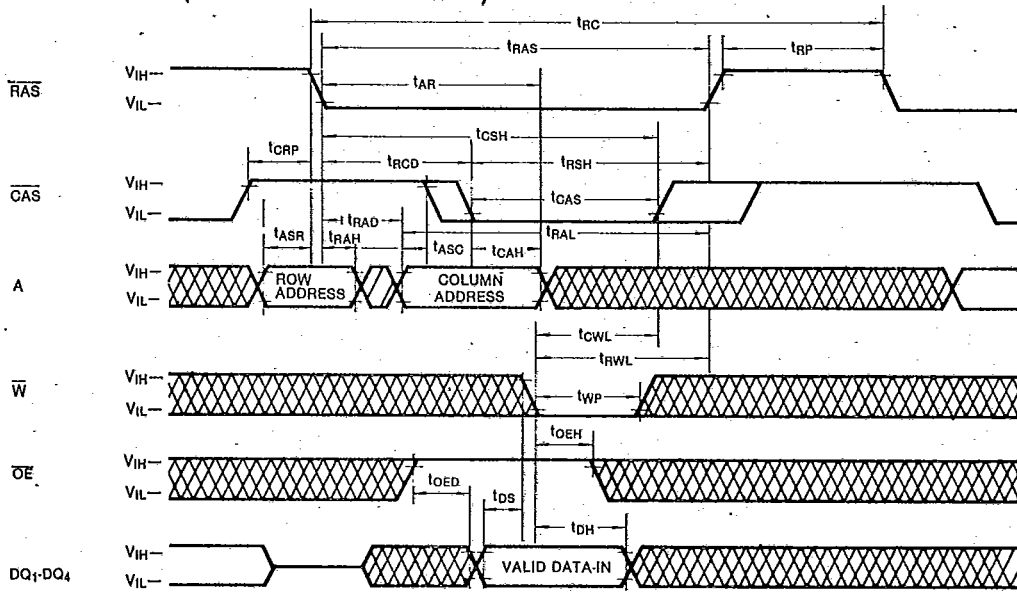 tRC
tRAS
tRP
VIH
RAS
VIL
tAR
tCSH
tCRP
tRCD
tRSH
VIH
CAS
VIL
tCAS
tRAD
tRAL
tASR
tRAH
tASC
tCAH
VIH
A
VIL
ROW
ADDRESS
COLUMN
ADDRESS
tCWL
tRWL
VIH
W
VIL
tWP
tOEH
VIH
OE
VIL
tOED
tDS
tDH
VIH
DQ1-DQ4
VIL
VALID DATA-IN